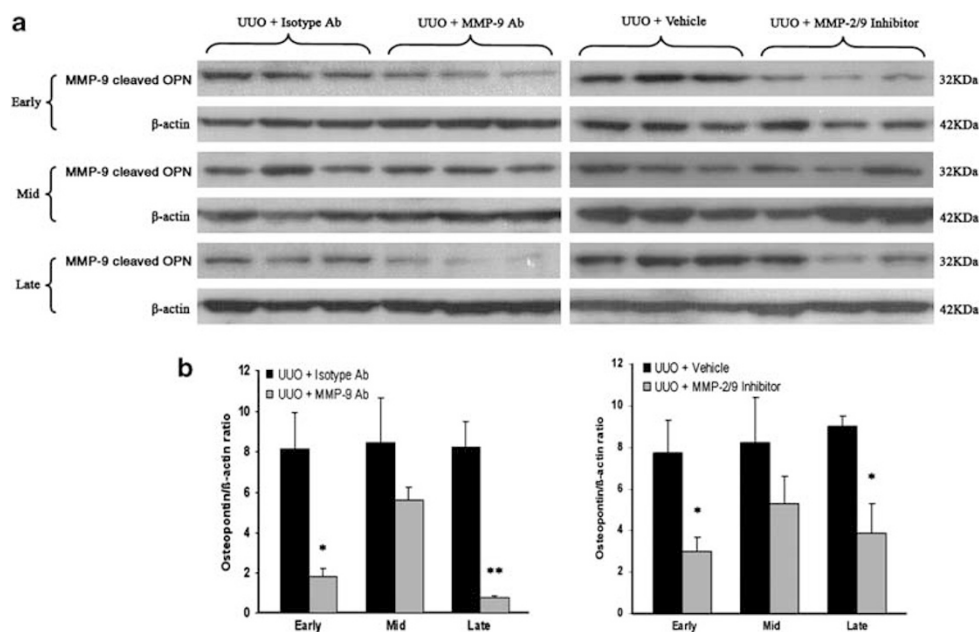 a
UUO + Isotype Ab
UUO + MMP-9 Ab
UUO + Vehicle
UUO + MMP-2/9 Inhibitor
Early
MMP-9 cleaved OPN
32KDa
β-actin
42KDa
Mid
MMP-9 cleaved OPN
32KDa
β-actin
42KDa
Late
MMP-9 cleaved OPN
32KDa
β-actin
42KDa
b
UUO + Isotype Ab
UUO + MMP-9 Ab
Osteopontin/ß-actin ratio
12
10
8
6
4
2
0
*
**
Early Mid Late
UUO + Vehicle
UUO + MMP-2/9 Inhibitor
Osteopontin/ß-actin ratio
12
10
8
6
4
2
0
*
*
Early Mid Late